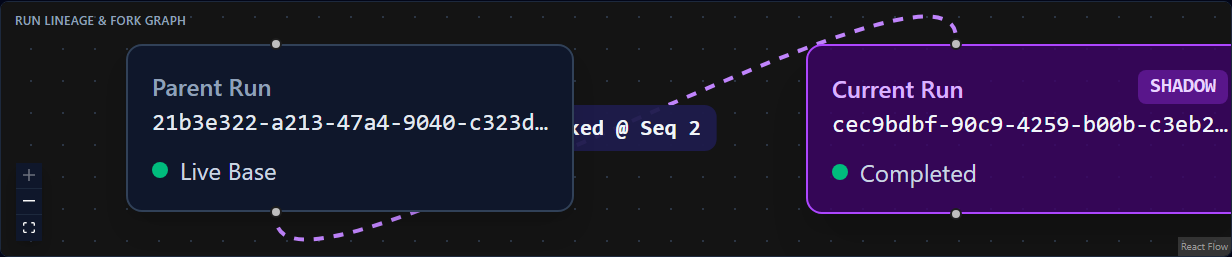 RUN LINEAGE & FORK GRAPH
Parent Run
21b3e322-a213-47a4-9040-c323d…
Live Base
ked @ Seq 2
Current Run
SHADOW
cec9bdbf-90c9-4259-b00b-c3eb2…
Completed
React Flow